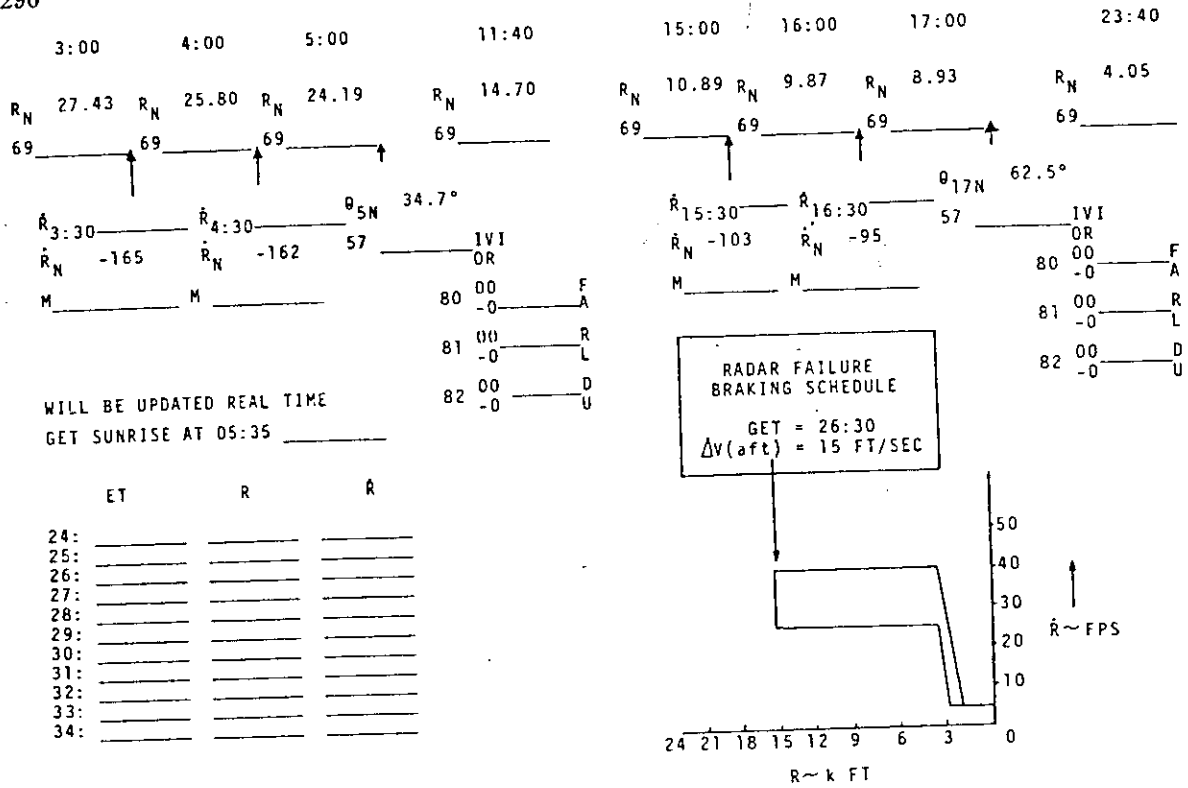 290
3:00 4:00 5:00 11:40 15:00 16:00 17:00 23:40
R_N 27.43 R_N 25.80 R_N 24.19 R_N 14.70 R_N 10.89 R_N 9.87 R_N 8.93 R_N 4.05
69 69 69 69 69 69 69 69
θ5N 34.7°
Ṙ3:30 Ṙ4:30 57 IVI
OR
Ṙ_N -165 Ṙ_N -162
M M
80 00 F
-0 A
81 00 R
-0 L
82 00 D
-0 U
WILL BE UPDATED REAL TIME
GET SUNRISE AT 05:35
ET R Ṙ
24:
25:
26:
27:
28:
29:
30:
31:
32:
33:
34:
θ17N 62.5°
Ṙ15:30 Ṙ16:30 57 IVI
OR
Ṙ_N -103 Ṙ_N -95
M M
80 00 F
-0 A
81 00 R
-0 L
82 00 D
-0 U
RADAR FAILURE
BRAKING SCHEDULE
GET = 26:30
ΔV(aft) = 15 FT/SEC
50
40
30
20
10
0
Ṙ~FPS
24 21 18 15 12 9 6 3
R~ k FT